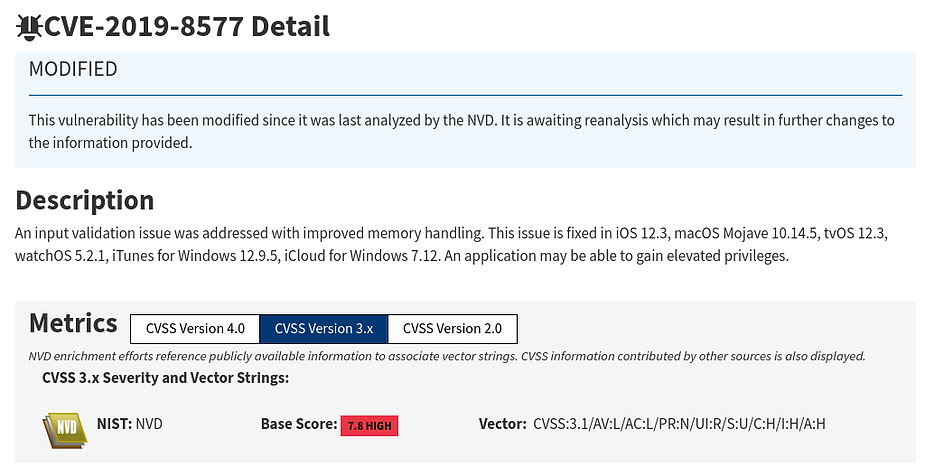 CVE-2019-8577 Detail
MODIFIED
This vulnerability has been modified since it was last analyzed by the NVD. It is awaiting reanalysis which may result in further changes to
the information provided.
Description
An input validation issue was addressed with improved memory handling. This issue is fixed in iOS 12.3, macOS Mojave 10.14.5, tvOS 12.3,
watchOS 5.2.1, iTunes for Windows 12.9.5, iCloud for Windows 7.12. An application may be able to gain elevated privileges.
Metrics CVSS Version 4.0 CVSS Version 3.x CVSS Version 2.0
NVD enrichment efforts reference publicly available information to associate vector strings. CVSS information contributed by other sources is also displayed.
CVSS 3.x Severity and Vector Strings:
NVD NIST: NVD Base Score: 7.8 HIGH Vector: CVSS:3.1/AV:L/AC:L/PR:N/UI:R/S:U/C:H/I:H/A:H